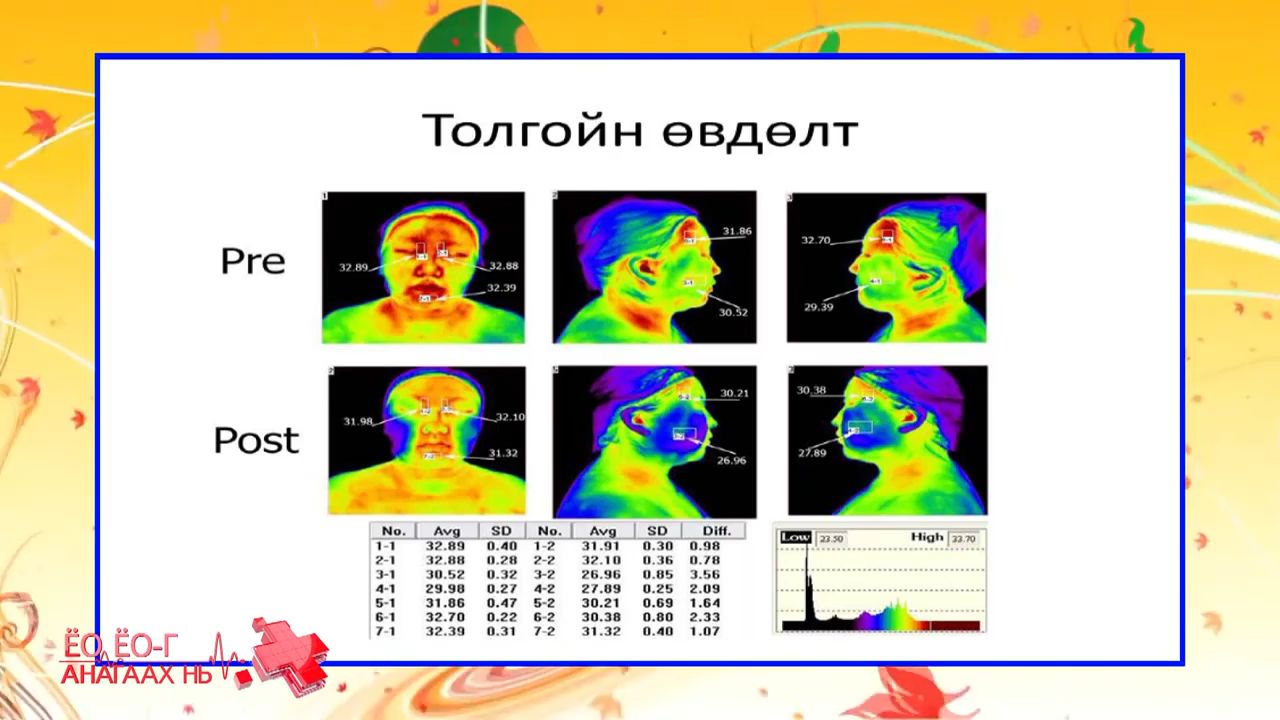 Толгойн өвдөлт
Pre
32.89
32.88
32.39
31.86
30.52
32.70
29.39
Post
31.98
32.10
31.32
30.21
26.96
30.38
27.89
No. Avg SD No. Avg SD Diff.
1-1 32.89 0.40 1-2 31.91 0.30 0.98
2-1 32.88 0.28 2-2 32.10 0.36 0.78
3-1 30.52 0.32 3-2 26.96 0.85 3.56
4-1 29.98 0.27 4-2 27.89 0.25 2.09
5-1 31.86 0.47 5-2 30.21 0.69 1.64
6-1 32.70 0.22 6-2 30.38 0.80 2.33
7-1 32.39 0.31 7-2 31.32 0.40 1.07
Low 23.50 High 33.70
ЁО ЁО-Г
АНАГААХ НЬ